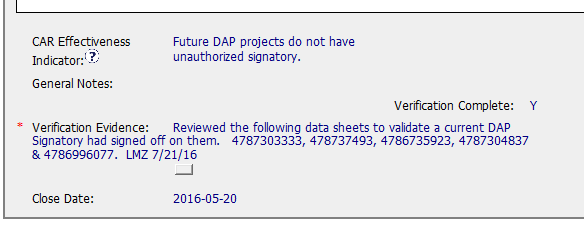 CAR Effectiveness Future DAP projects do not have
Indicator: ? unauthorized signatory.
General Notes:
Verification Complete: Y
* Verification Evidence: Reviewed the following data sheets to validate a current DAP
Signatory had signed off on them. 4787303333, 478737493, 4786735923, 4787304837
& 4786996077. LMZ 7/21/16
Close Date: 2016-05-20